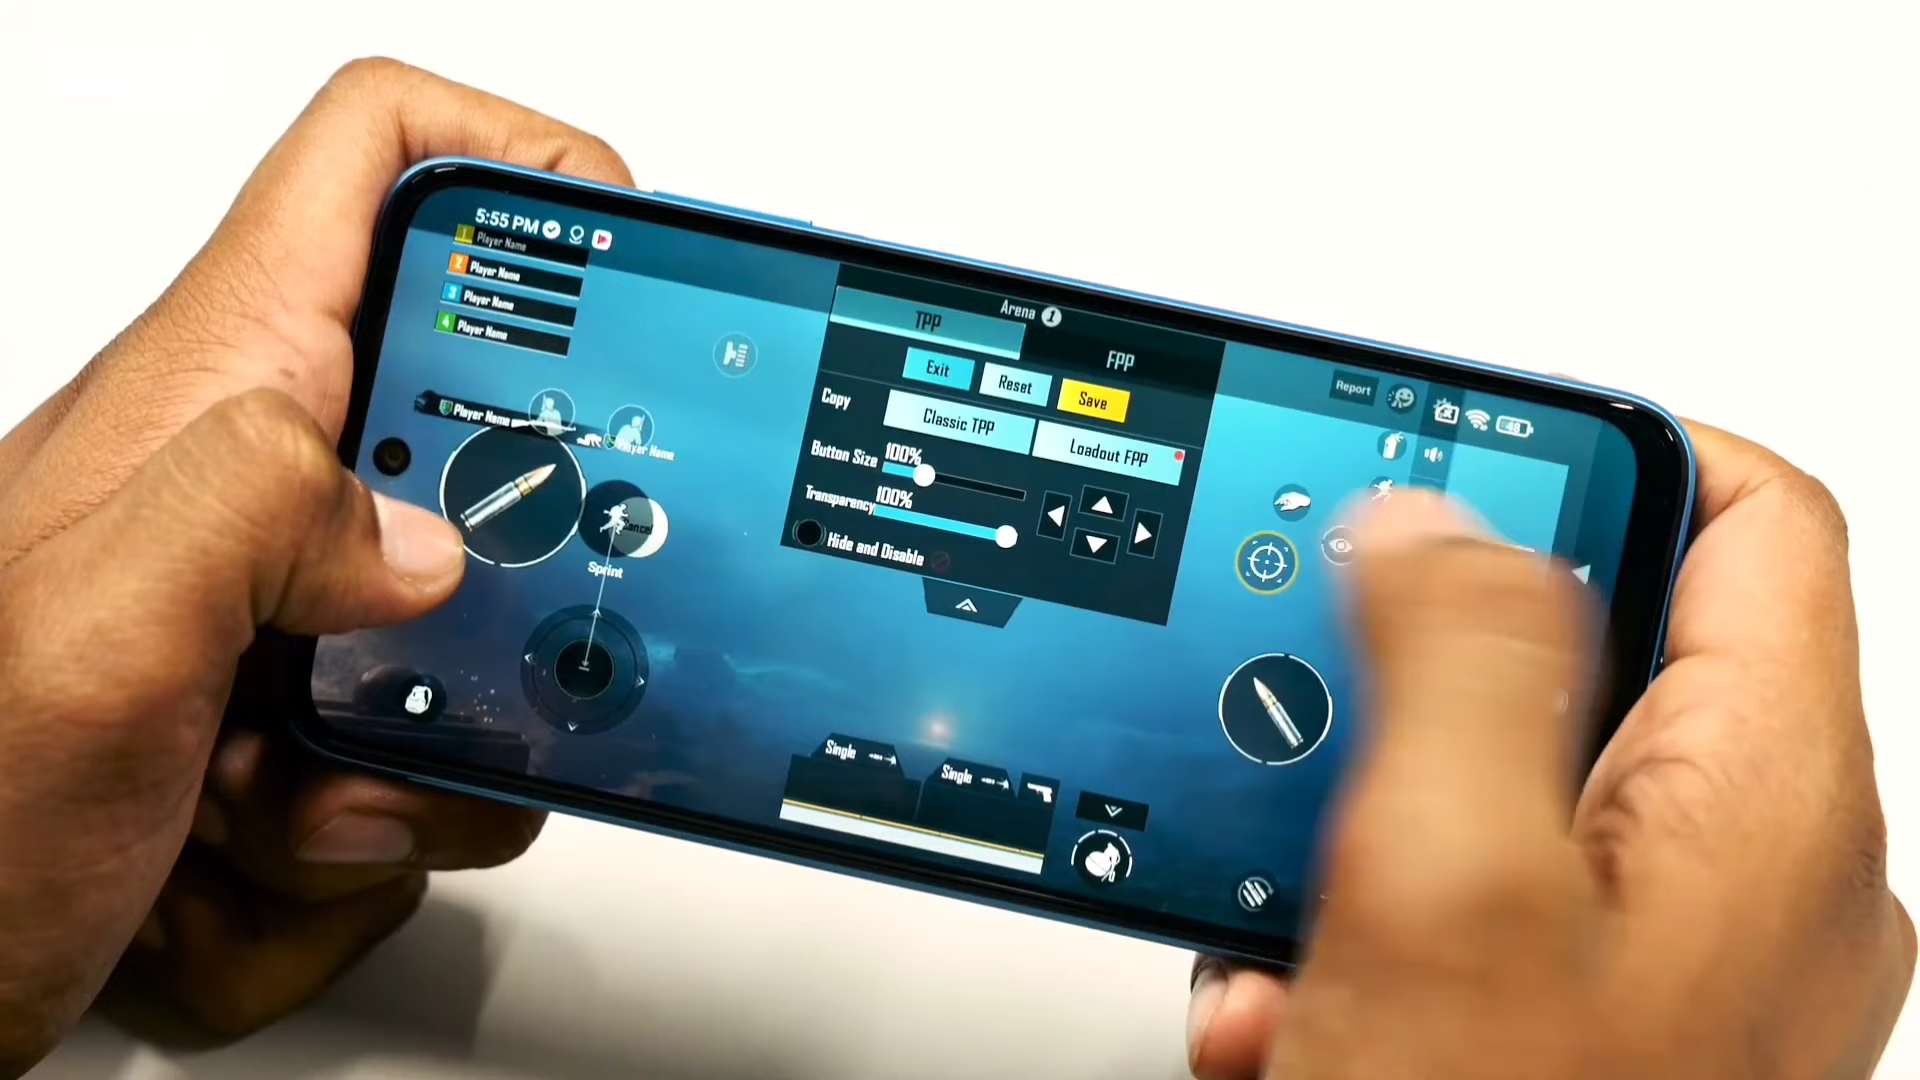 5:55 PM
1 Player Name
2 Player Name
3 Player Name
4 Player Name
Player Name
Player Name
Sprint
Arena 1
TPP
FPP
Exit
Reset
Save
Copy
Classic TPP
Loadout FPP
Button Size
100%
Transparency
100%
Hide and Disable
Report
48
Single
Single